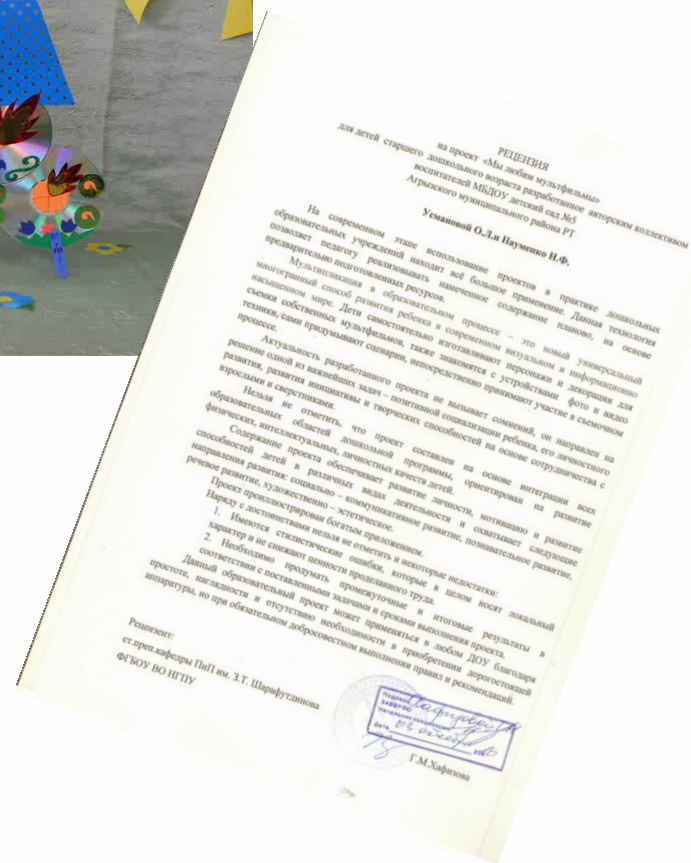 РЕЦЕНЗИЯ
на проект «Мы любим мультфильмы»
для детей старшего дошкольного возраста разработанное авторским коллективом
воспитателей МБДОУ детский сад №5
Агрызского муниципального района РТ
Усмановой О.Л.и Науменко Н.Ф.
На современном этапе использование проектов в практике дошкольных
образовательных учреждений находит всё большое применение. Данная технология
позволяет педагогу реализовывать намеченное содержание планово, на основе
предварительно подготовленных ресурсов.
Мультипликация в образовательном процессе – это новый универсальный
многогранный способ развития ребенка в современном визуальном и информационно
насыщенном мире. Дети самостоятельно изготавливают персонажи и декорации для
съемки собственных мультфильмов, также знакомятся с устройствами фото и видео
техники, сами придумывают сценарии, непосредственно принимают участие в съемочном
процессе.
Актуальность разработанного проекта не вызывает сомнений, он направлен на
решение одной из важнейших задач – позитивной социализации ребенка, его личностного
развития, развития инициативы и творческих способностей на основе сотрудничества с
взрослыми и сверстниками.
Нельзя не отметить, что проект составлен на основе интеграции всех
образовательных областей дошкольной программы, ориентирован на развитие
физических, интеллектуальных, личностных качеств детей.
Содержание проекта обеспечивает развитие личности, мотивацию и развитие
способностей детей в различных видах деятельности и охватывает следующие
направления развития: социально – коммуникативное развитие, познавательное развитие,
речевое развитие, художественно – эстетическое.
Проект проиллюстрирован богатым приложением.
Наряду с достоинствами нельзя не отметить и некоторые недостатки:
1. Имеются стилистические ошибки, которые в целом носят локальный
характер и не снижают ценности проделанного труда.
2. Необходимо продумать промежуточные и итоговые результаты в
соответствии с поставленными задачами и сроками выполнения проекта.
Данный образовательный проект может применяться в любом ДОУ благодаря
простоте, наглядности и отсутствию необходимости в приобретении дорогостоящей
аппаратуры, но при обязательном добросовестном выполнении правил и рекомендаций.
Рецензент:
ст.преп.кафедры ПиП им. З.Т. Шарафутдинова
ФГБОУ ВО НГПУ
Подпись
ЗАВЕРЯЮ
Дата
Г.М.Хафизова